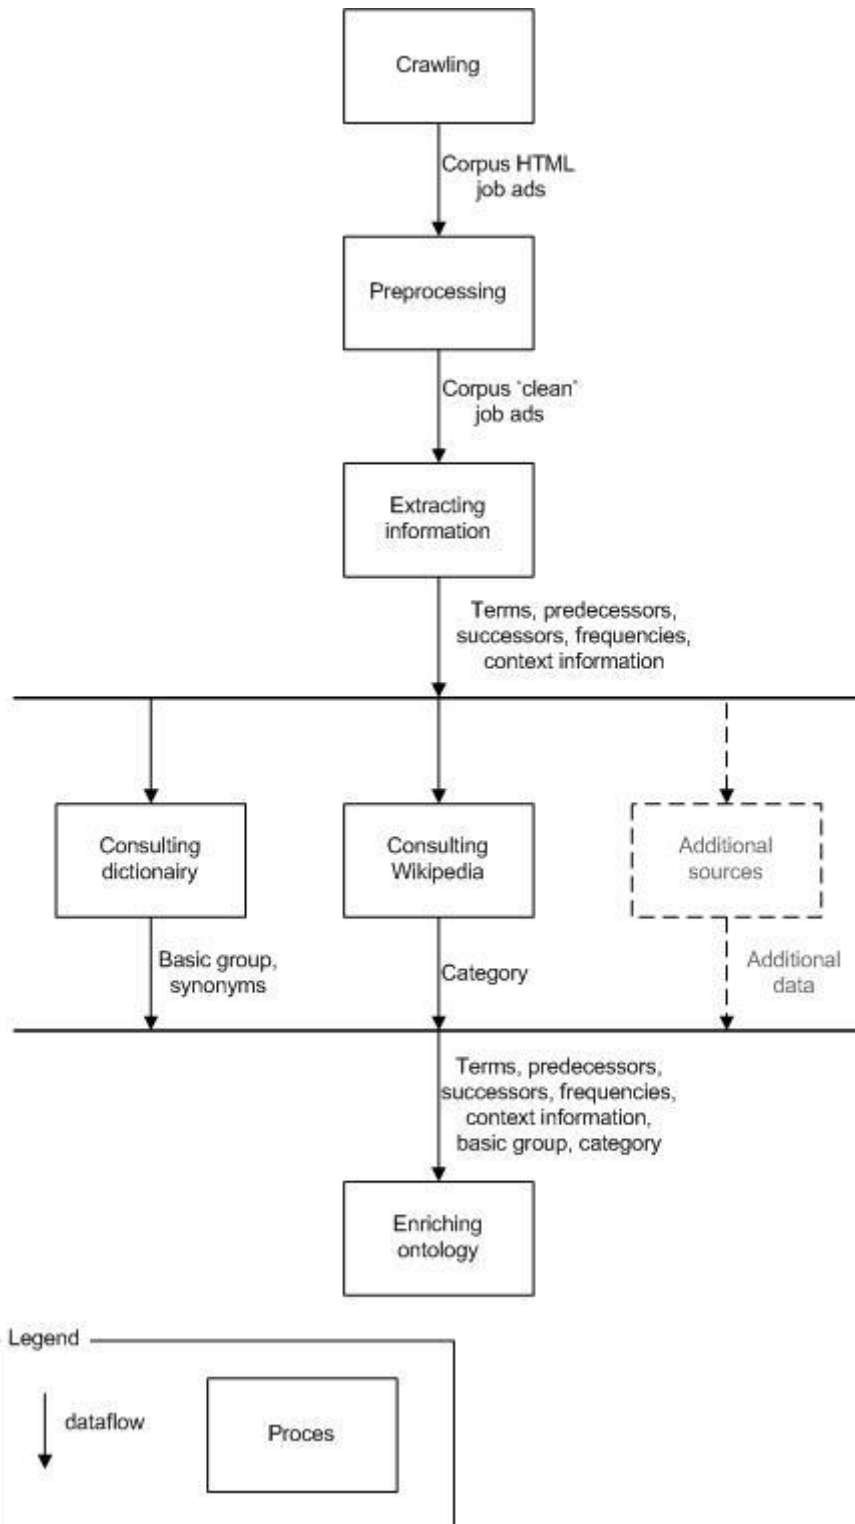 Crawling
Corpus HTML
job ads
Preprocessing
Corpus 'clean'
job ads
Extracting
information
Terms, predecessors,
successors, frequencies,
context information
Consulting
dictionairy
Consulting
Wikipedia
Additional
sources
Basic group,
synonyms
Category
Additional
data
Terms, predecessors,
successors, frequencies,
context information,
basic group, category
Enriching
ontology
Legend
dataflow
Proces